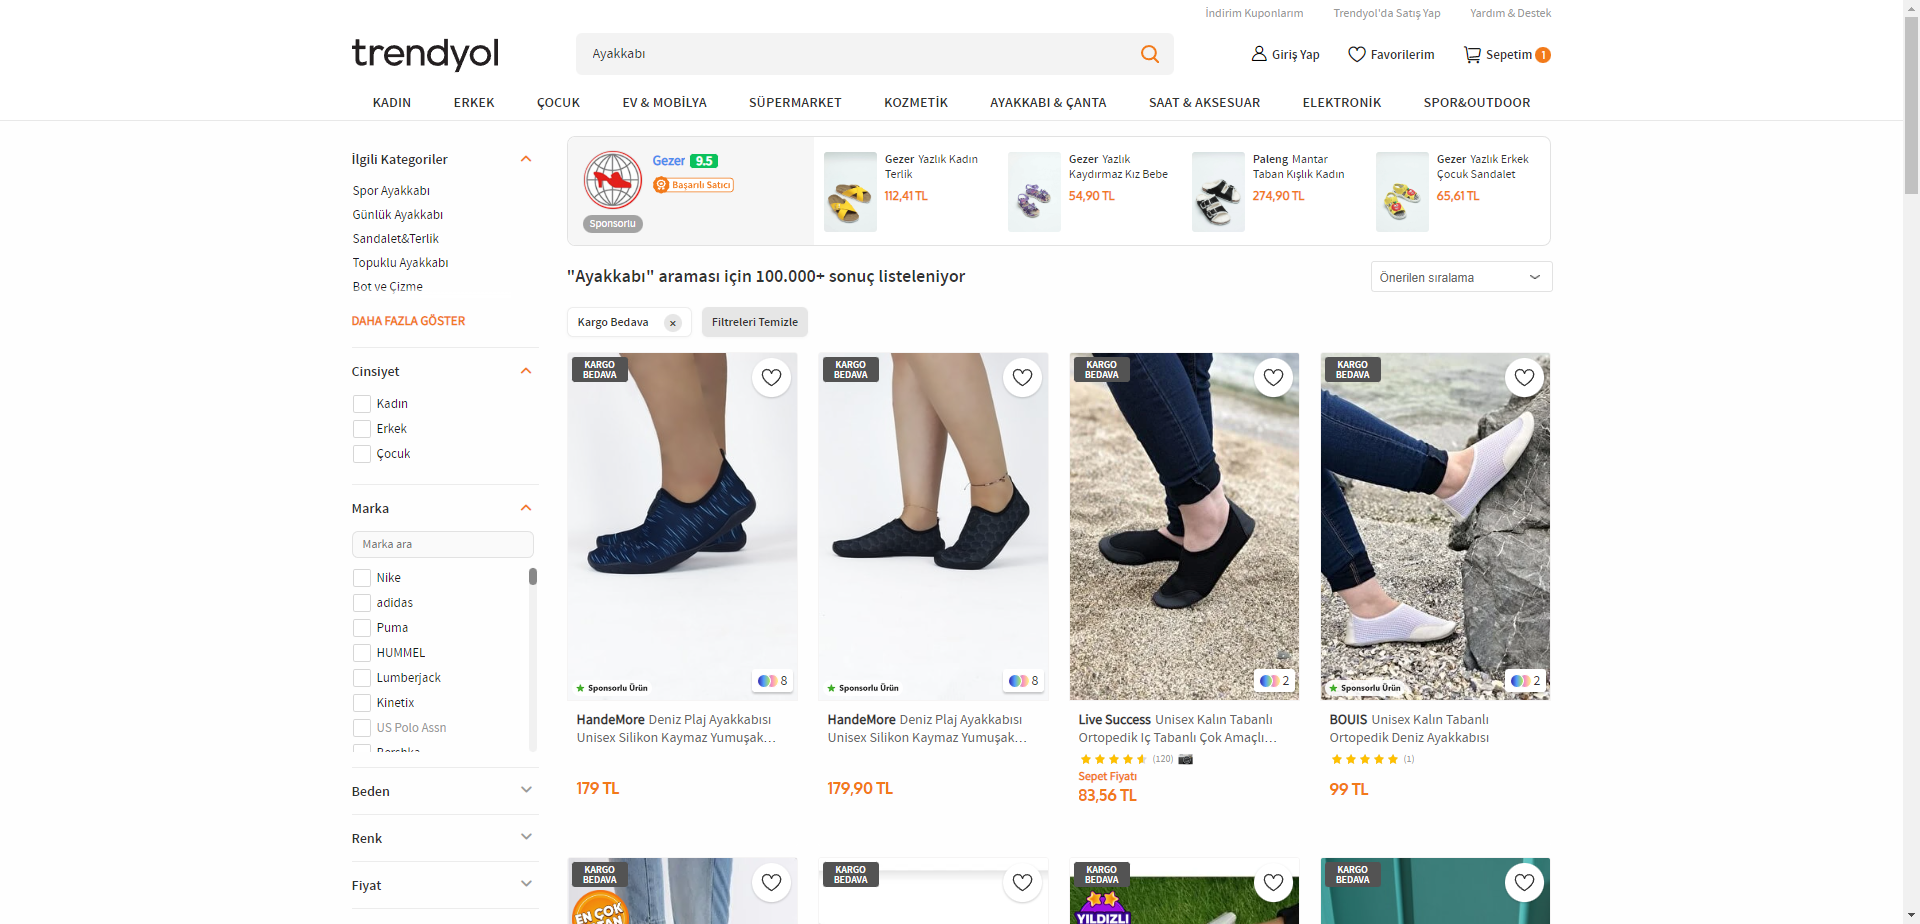 İndirim Kuponlarım
Trendyol'da Satış Yap
Yardım & Destek
trendyol
Ayakkabı
Giriş Yap
Favorilerim
Sepetim 1
KADIN
ERKEK
ÇOCUK
EV & MOBİLYA
SÜPERMARKET
KOZMETİK
AYAKKABI & ÇANTA
SAAT & AKSESUAR
ELEKTRONİK
SPOR&OUTDOOR
İlgili Kategoriler
Spor Ayakkabı
Günlük Ayakkabı
Sandalet&Terlik
Topuklu Ayakkabı
Bot ve Çizme
DAHA FAZLA GÖSTER
Cinsiyet
Kadın
Erkek
Çocuk
Marka
Marka ara
Nike
adidas
Puma
HUMMEL
Lumberjack
Kinetix
US Polo Assn
Bershka
Beden
Renk
Fiyat
Gezer 9.5
Başarılı Satıcı
Sponsorlu
Gezer Yazlık Kadın
Terlik
112,41 TL
Gezer Yazlık
Kaydırmaz Kız Bebe
54,90 TL
Paleng Mantar
Taban Kışlık Kadın
274,90 TL
Gezer Yazlık Erkek
Çocuk Sandalet
65,61 TL
"Ayakkabı" araması için 100.000+ sonuç listeleniyor
Önerilen sıralama
Kargo Bedava x
Filtreleri Temizle
KARGO
BEDAVA
Sponsorlu Ürün
8
HandeMore Deniz Plaj Ayakkabısı
Unisex Silikon Kaymaz Yumuşak...
179 TL
KARGO
BEDAVA
Sponsorlu Ürün
8
HandeMore Deniz Plaj Ayakkabısı
Unisex Silikon Kaymaz Yumuşak...
179,90 TL
KARGO
BEDAVA
2
Live Success Unisex Kalın Tabanlı
Ortopedik Iç Tabanlı Çok Amaçlı...
(120)
Sepet Fiyatı
83,56 TL
KARGO
BEDAVA
Sponsorlu Ürün
2
BOUIS Unisex Kalın Tabanlı
Ortopedik Deniz Ayakkabısı
(1)
99 TL
KARGO
BEDAVA
EN ÇOK
KARGO
BEDAVA
KARGO
BEDAVA
YILDIZLI
KARGO
BEDAVA